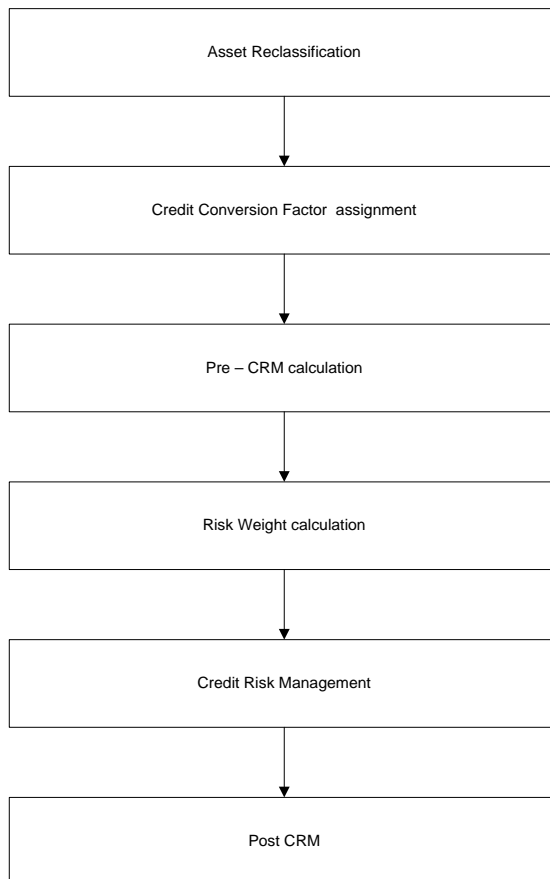 Asset Reclassification
Credit Conversion Factor  assignment
Pre – CRM calculation
Risk Weight calculation
Credit Risk Management
Post CRM